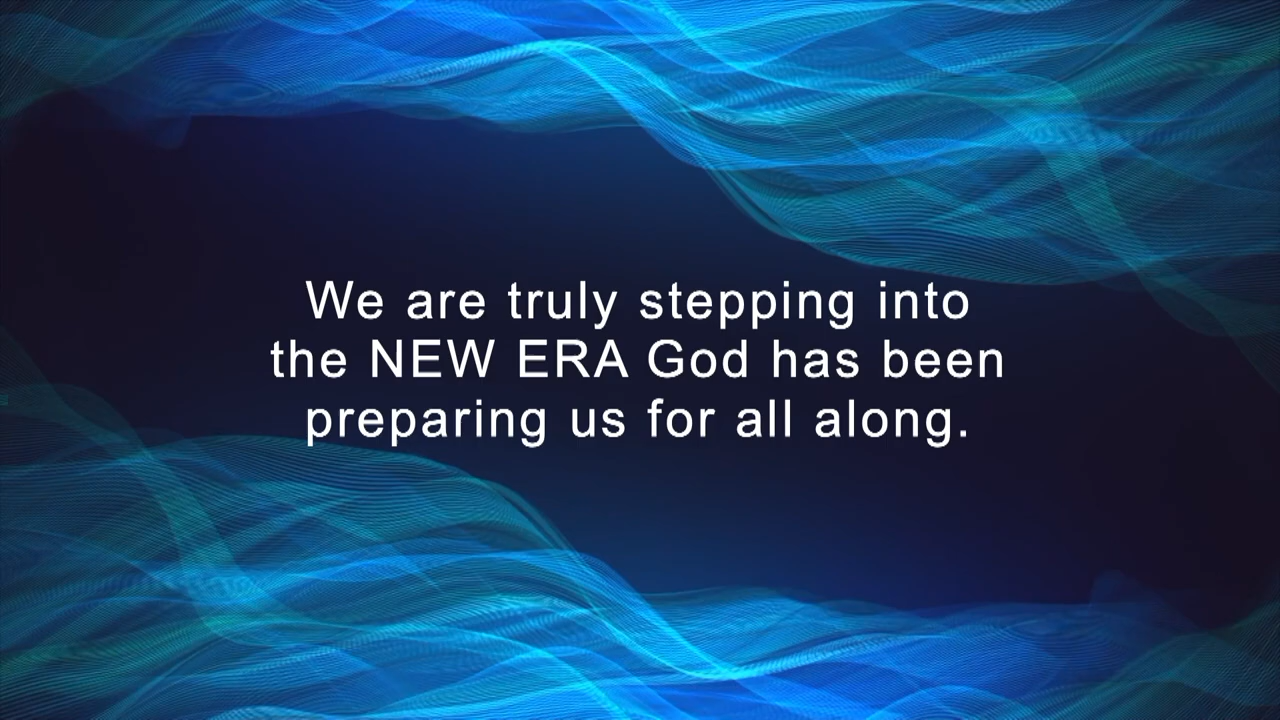 We are truly stepping into
the NEW ERA God has been
preparing us for all along.